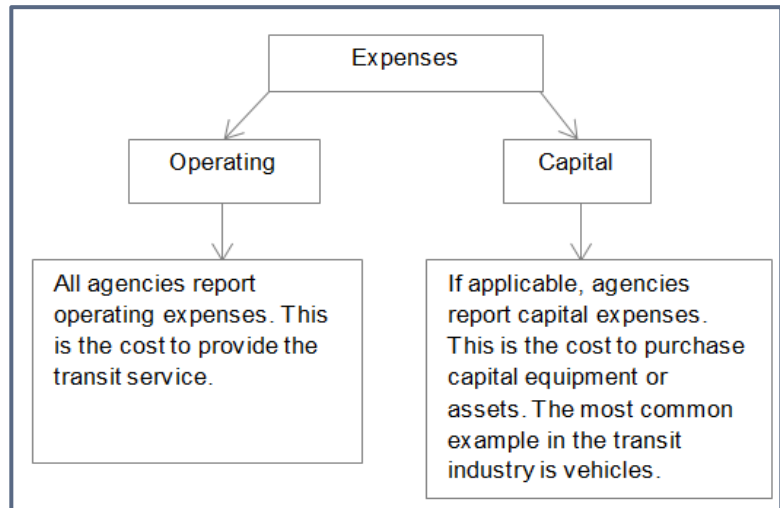 Expenses
Operating
Capital
All agencies report
operating expenses. This
is the cost to provide the
transit service.
If applicable, agencies
report capital expenses.
This is the cost to purchase
capital equipment or
assets. The most common
example in the transit
industry is vehicles.